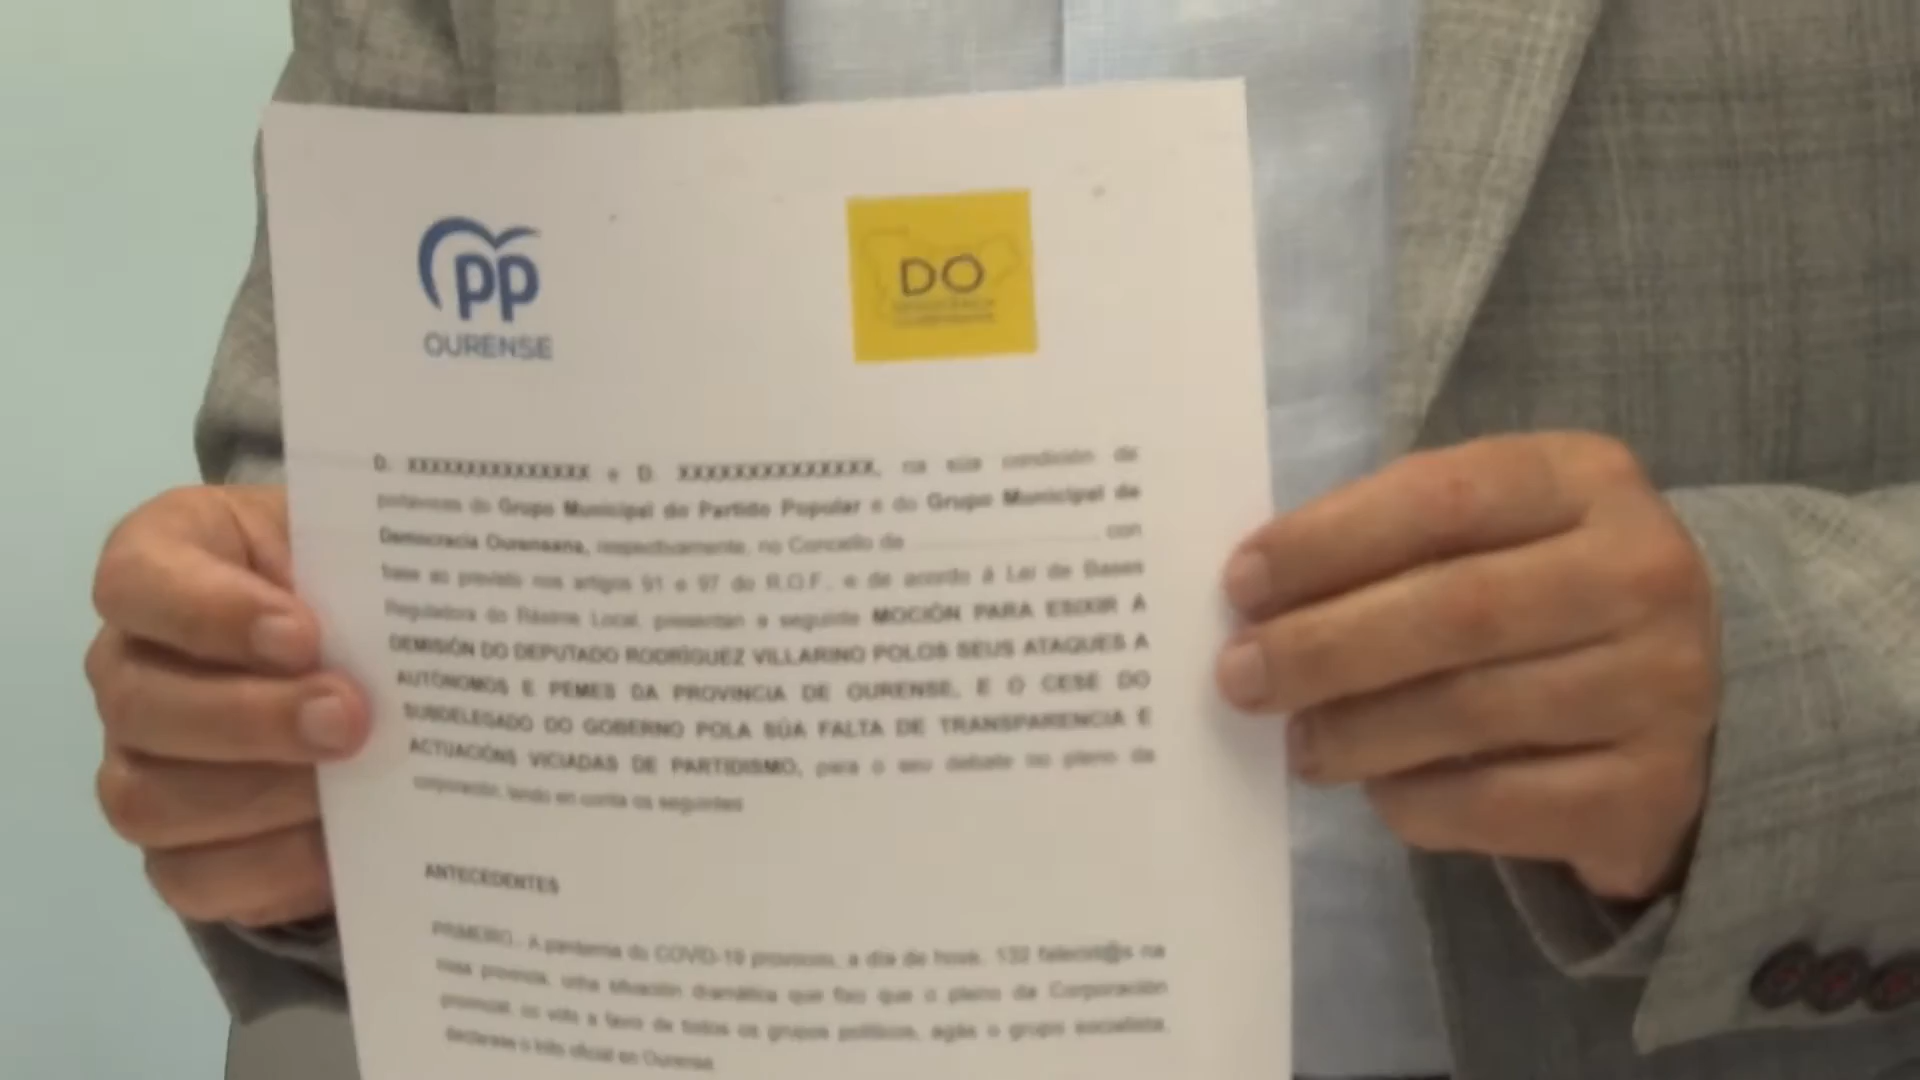 PP
OURENSE
DO
D. XXXXXXXXXXXXXXX e D. XXXXXXXXXXXXXXX, na súa condición de
portavoces do Grupo Municipal do Partido Popular e do Grupo Municipal de
Democracia Ourensana, respectivamente, no Concello de ........................ con
base ao previsto nos artigos 91 e 97 do R.O.F., e de acordo á Lei de Bases
Reguladora do Réxime Local, presentan a seguinte MOCIÓN PARA ESIXIR A
DEMISIÓN DO DEPUTADO RODRÍGUEZ VILLARINO POLOS SEUS ATAQUES A
AUTÓNOMOS E PEMES DA PROVINCIA DE OURENSE, E O CESE DO
SUBDELEGADO DO GOBERNO POLA SÚA FALTA DE TRANSPARENCIA E
ACTUACIÓNS VICIADAS DE PARTIDISMO, para o seu debate no pleno da
corporación, tendo en conta os seguintes
ANTECEDENTES
PRIMEIRO.- A pandemia do COVID-19 provocou, a día de hoxe, 132 falecid@s na
nosa provincia, unha situación dramática que fixo que o pleno da Corporación
provincial, co voto a favor de todos os grupos políticos, agás o grupo socialista,
declarase o loito oficial en Ourense.